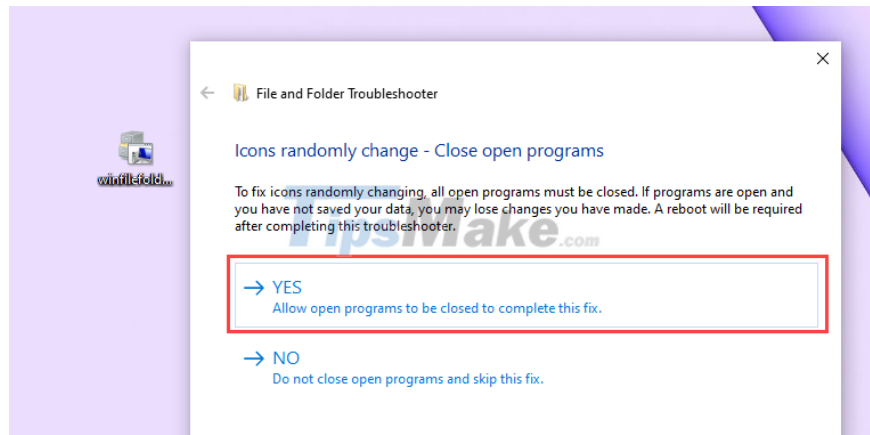 File and Folder Troubleshooter
Icons randomly change - Close open programs
winfilefold...
To fix icons randomly changing, all open programs must be closed. If programs are open and
you have not saved your data, you may lose changes you have made. A reboot will be required
after completing this troubleshooter.
TipsMake.com
YES
Allow open programs to be closed to complete this fix.
NO
Do not close open programs and skip this fix.